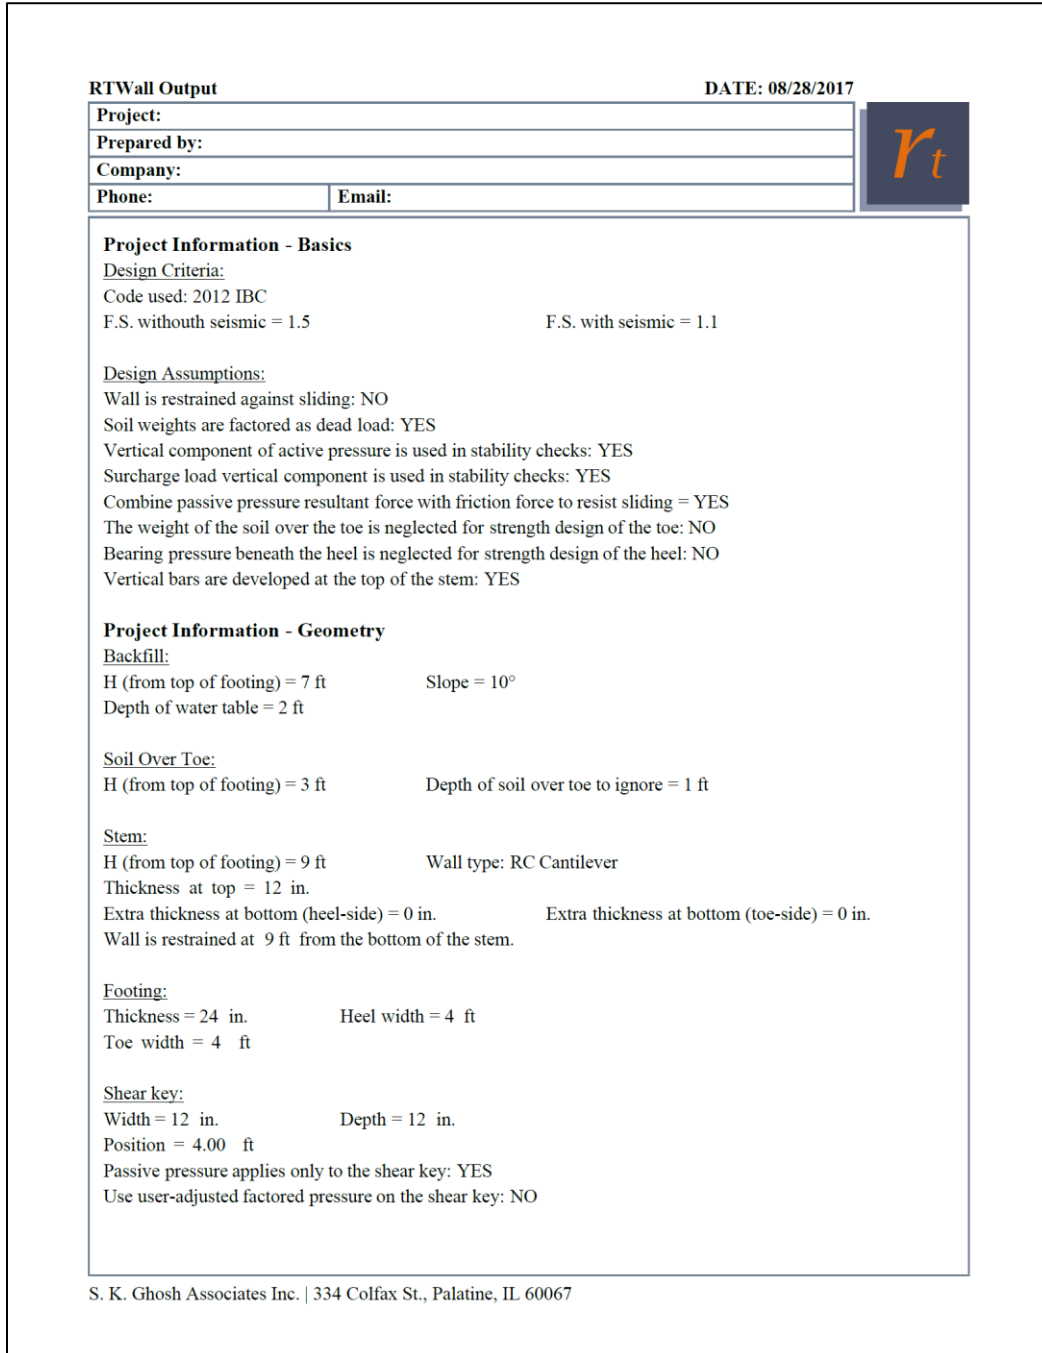 RTWall Output DATE: 08/28/2017
Project:
Prepared by:
Company:
Phone: Email:
rt
Project Information - Basics
Design Criteria:
Code used: 2012 IBC
F.S. withouth seismic = 1.5 F.S. with seismic = 1.1
Design Assumptions:
Wall is restrained against sliding: NO
Soil weights are factored as dead load: YES
Vertical component of active pressure is used in stability checks: YES
Surcharge load vertical component is used in stability checks: YES
Combine passive pressure resultant force with friction force to resist sliding = YES
The weight of the soil over the toe is neglected for strength design of the toe: NO
Bearing pressure beneath the heel is neglected for strength design of the heel: NO
Vertical bars are developed at the top of the stem: YES
Project Information - Geometry
Backfill:
H (from top of footing) = 7 ft Slope = 10°
Depth of water table = 2 ft
Soil Over Toe:
H (from top of footing) = 3 ft Depth of soil over toe to ignore = 1 ft
Stem:
H (from top of footing) = 9 ft Wall type: RC Cantilever
Thickness at top = 12 in.
Extra thickness at bottom (heel-side) = 0 in. Extra thickness at bottom (toe-side) = 0 in.
Wall is restrained at 9 ft from the bottom of the stem.
Footing:
Thickness = 24 in. Heel width = 4 ft
Toe width = 4 ft
Shear key:
Width = 12 in. Depth = 12 in.
Position = 4.00 ft
Passive pressure applies only to the shear key: YES
Use user-adjusted factored pressure on the shear key: NO
S. K. Ghosh Associates Inc. | 334 Colfax St., Palatine, IL 60067